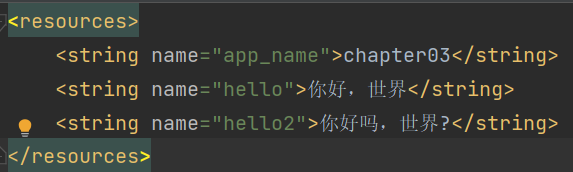 <resources>
<string name="app_name">chapter03</string>
<string name="hello">你好，世界</string>
<string name="hello2">你好吗，世界?</string>
</resources>